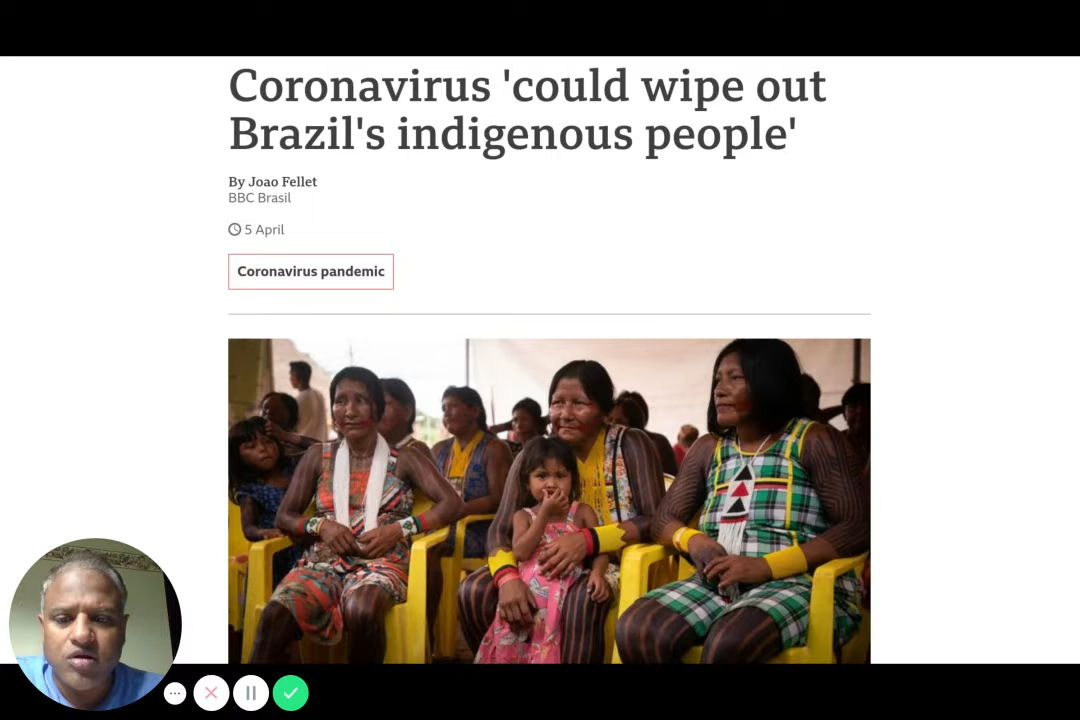 Coronavirus 'could wipe out
Brazil's indigenous people'
By Joao Fellet
BBC Brasil
5 April
Coronavirus pandemic